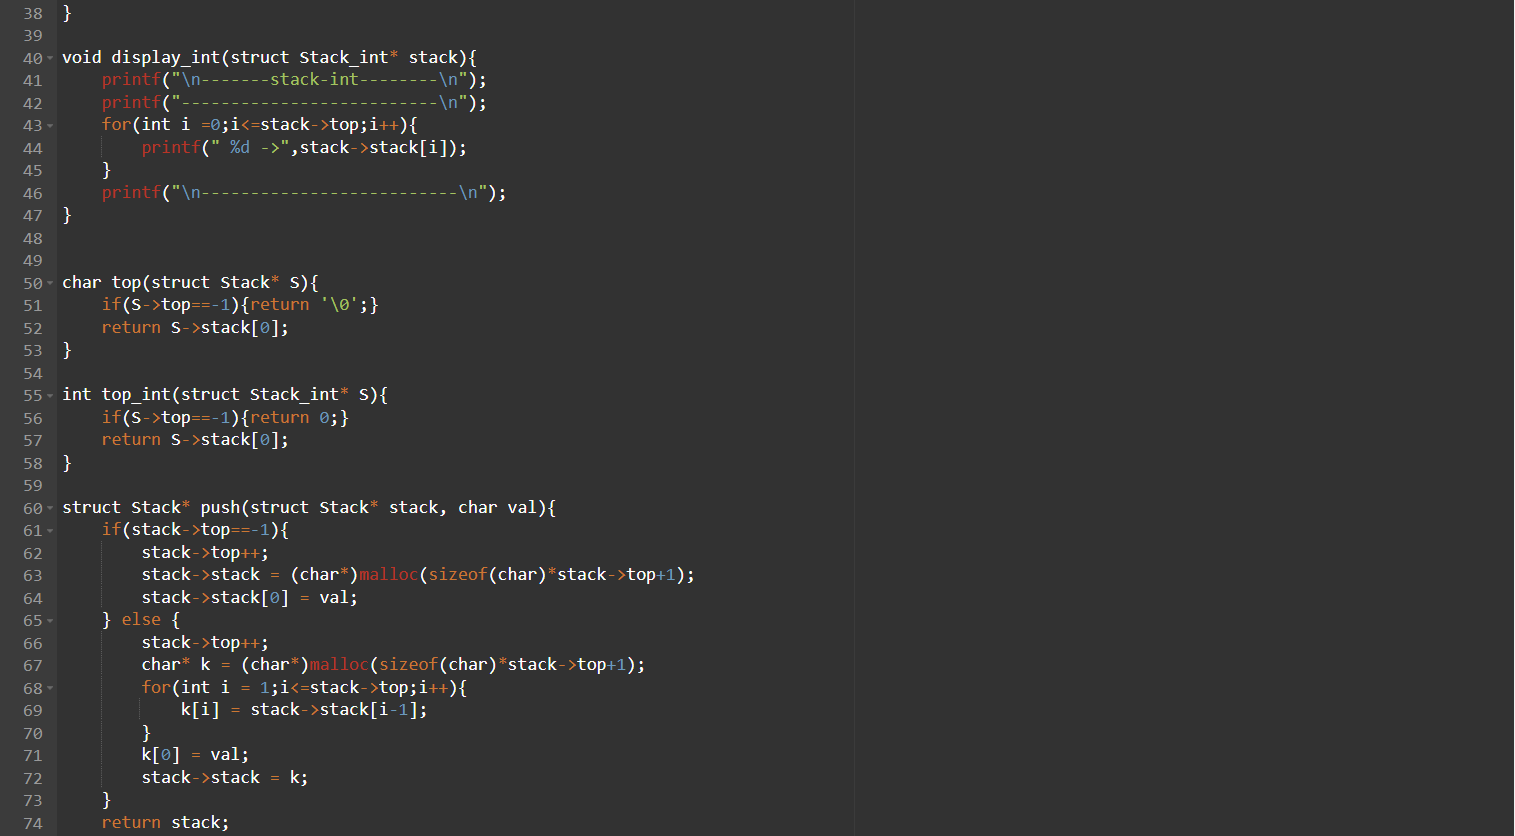 38 }
39
40 void display_int(struct Stack_int* stack){
41     printf("\n-------stack-int--------\n");
42     printf("--------------------------\n");
43     for(int i =0;i<=stack->top;i++){
44         printf(" %d ->",stack->stack[i]);
45     }
46     printf("\n--------------------------\n");
47 }
48
49
50 char top(struct Stack* S){
51     if(S->top==-1){return '\0';}
52     return S->stack[0];
53 }
54
55 int top_int(struct Stack_int* S){
56     if(S->top==-1){return 0;}
57     return S->stack[0];
58 }
59
60 struct Stack* push(struct Stack* stack, char val){
61     if(stack->top==-1){
62         stack->top++;
63         stack->stack = (char*)malloc(sizeof(char)*stack->top+1);
64         stack->stack[0] = val;
65     } else {
66         stack->top++;
67         char* k = (char*)malloc(sizeof(char)*stack->top+1);
68         for(int i = 1;i<=stack->top;i++){
69             k[i] = stack->stack[i-1];
70         }
71         k[0] = val;
72         stack->stack = k;
73     }
74     return stack;